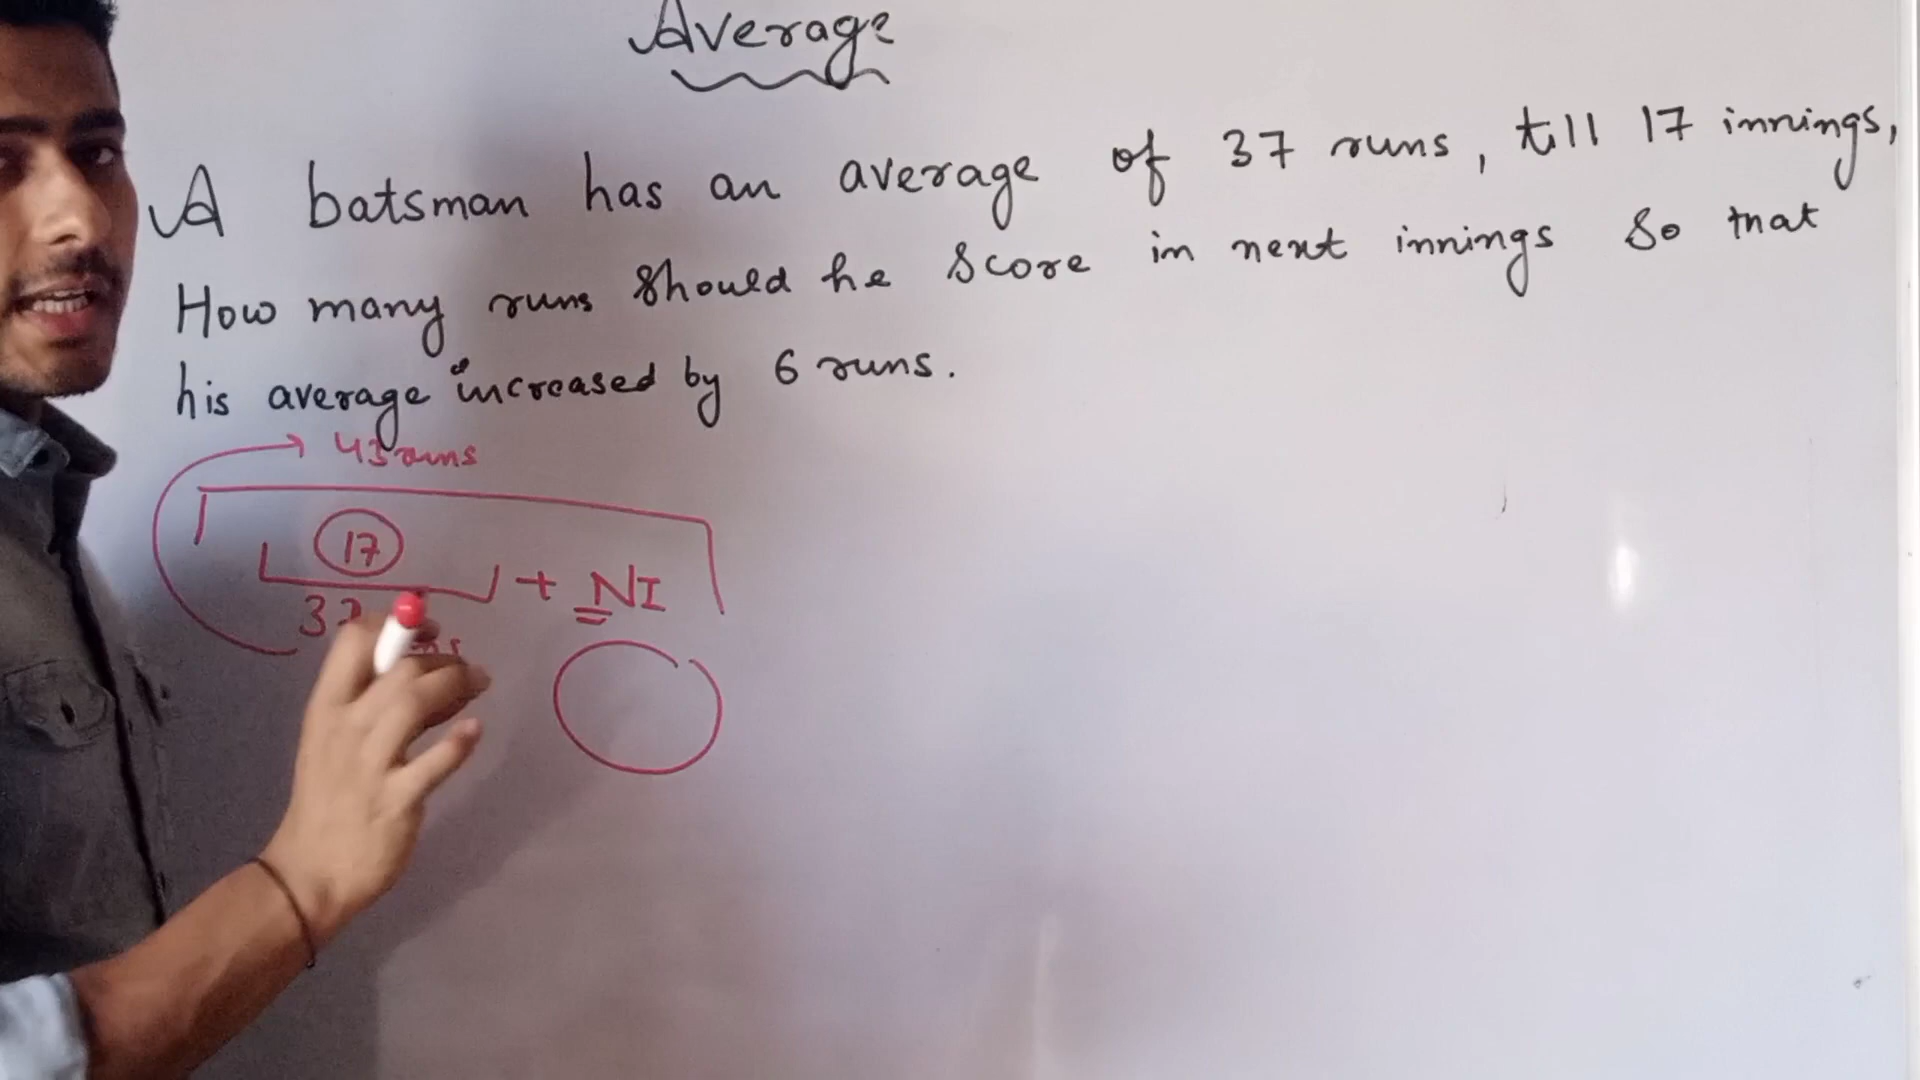 Average
A batsman has an average of 37 runs, till 17 innings,
How many runs should he score in next innings so that
his average increased by 6 runs.
43 runs
17
+ NI